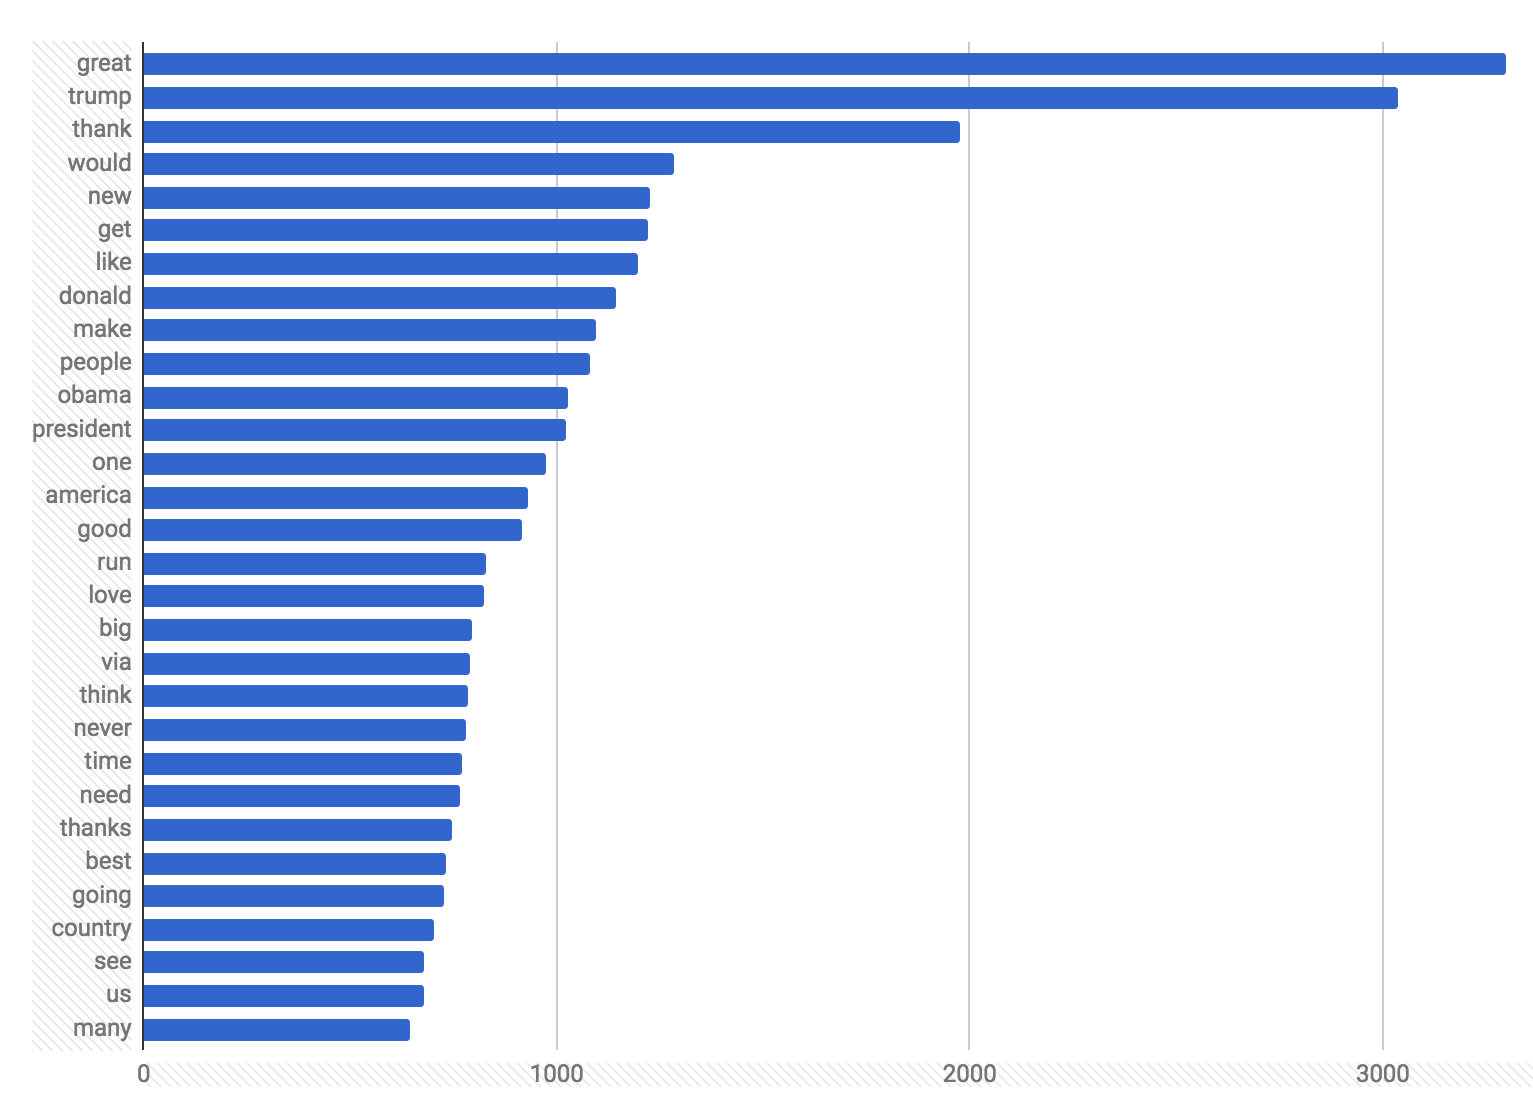 great
trump
thank
would
new
get
like
donald
make
people
obama
president
one
america
good
run
love
big
via
think
never
time
need
thanks
best
going
country
see
us
many
0 1000 2000 3000